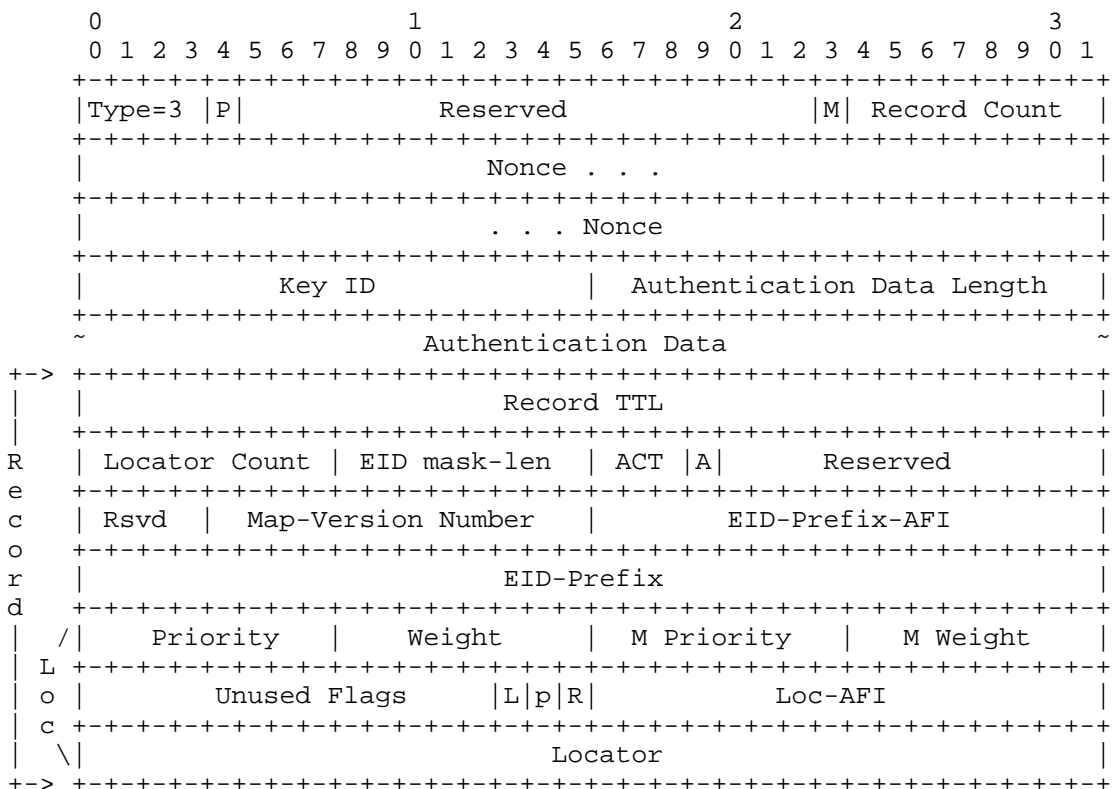 0                   1                   2                   3
        0 1 2 3 4 5 6 7 8 9 0 1 2 3 4 5 6 7 8 9 0 1 2 3 4 5 6 7 8 9 0 1
       +-+-+-+-+-+-+-+-+-+-+-+-+-+-+-+-+-+-+-+-+-+-+-+-+-+-+-+-+-+-+-+-+
       |Type=3 |P|            Reserved               |M| Record Count  |
       +-+-+-+-+-+-+-+-+-+-+-+-+-+-+-+-+-+-+-+-+-+-+-+-+-+-+-+-+-+-+-+-+
       |                         Nonce . . .                           |
       +-+-+-+-+-+-+-+-+-+-+-+-+-+-+-+-+-+-+-+-+-+-+-+-+-+-+-+-+-+-+-+-+
       |                         . . . Nonce                           |
       +-+-+-+-+-+-+-+-+-+-+-+-+-+-+-+-+-+-+-+-+-+-+-+-+-+-+-+-+-+-+-+-+
       |            Key ID             |  Authentication Data Length   |
       +-+-+-+-+-+-+-+-+-+-+-+-+-+-+-+-+-+-+-+-+-+-+-+-+-+-+-+-+-+-+-+-+
       ~                     Authentication Data                       ~
   +-> +-+-+-+-+-+-+-+-+-+-+-+-+-+-+-+-+-+-+-+-+-+-+-+-+-+-+-+-+-+-+-+-+
   |   |                          Record TTL                           |
   |   +-+-+-+-+-+-+-+-+-+-+-+-+-+-+-+-+-+-+-+-+-+-+-+-+-+-+-+-+-+-+-+-+
   R   | Locator Count | EID mask-len  | ACT |A|      Reserved         |
   e   +-+-+-+-+-+-+-+-+-+-+-+-+-+-+-+-+-+-+-+-+-+-+-+-+-+-+-+-+-+-+-+-+
   c   | Rsvd  |  Map-Version Number   |        EID-Prefix-AFI         |
   o   +-+-+-+-+-+-+-+-+-+-+-+-+-+-+-+-+-+-+-+-+-+-+-+-+-+-+-+-+-+-+-+-+
   r   |                          EID-Prefix                           |
   d   +-+-+-+-+-+-+-+-+-+-+-+-+-+-+-+-+-+-+-+-+-+-+-+-+-+-+-+-+-+-+-+-+
   |  /|    Priority   |    Weight     |  M Priority   |   M Weight    |
   | L +-+-+-+-+-+-+-+-+-+-+-+-+-+-+-+-+-+-+-+-+-+-+-+-+-+-+-+-+-+-+-+-+
   | o |        Unused Flags     |L|p|R|           Loc-AFI             |
   | c +-+-+-+-+-+-+-+-+-+-+-+-+-+-+-+-+-+-+-+-+-+-+-+-+-+-+-+-+-+-+-+-+
   |  \|                             Locator                           |
   +-> +-+-+-+-+-+-+-+-+-+-+-+-+-+-+-+-+-+-+-+-+-+-+-+-+-+-+-+-+-+-+-+-+